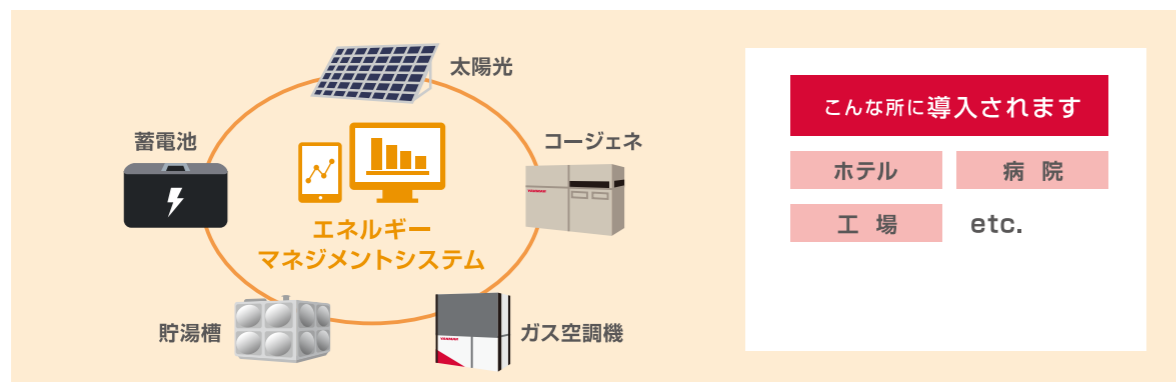 太陽光
蓄電池
コージェネ
エネルギー
マネジメントシステム
貯湯槽
ガス空調機
YANMAR
YANMAR
こんな所に導入されます
ホテル
病 院
工 場
etc.